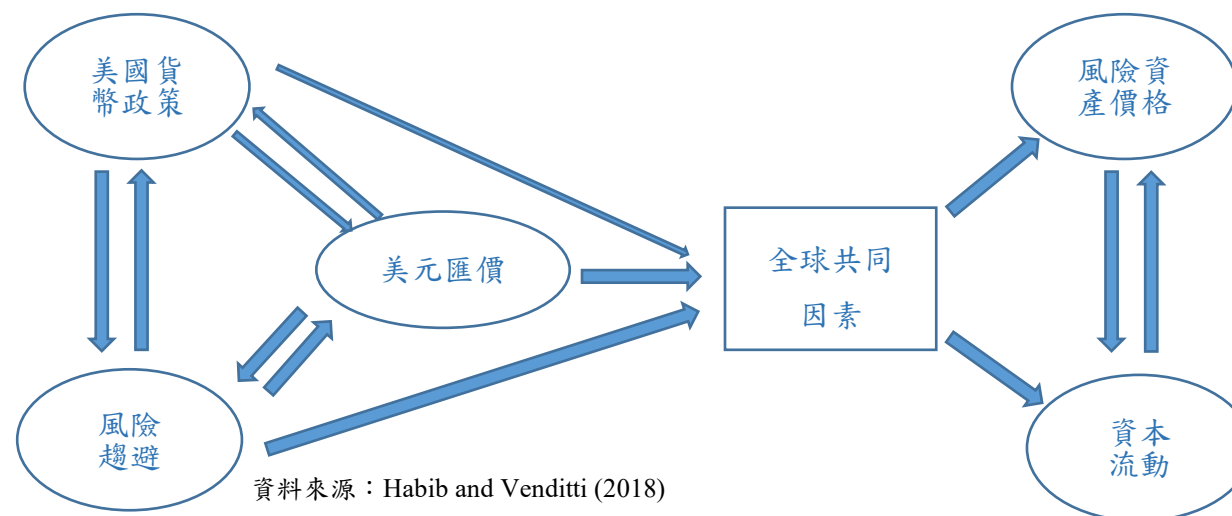 美國貨
幣政策
風險資
產價格
美元匯價
全球共同
因素
風險
趨避
資本
流動
資料來源：Habib and Venditti (2018)